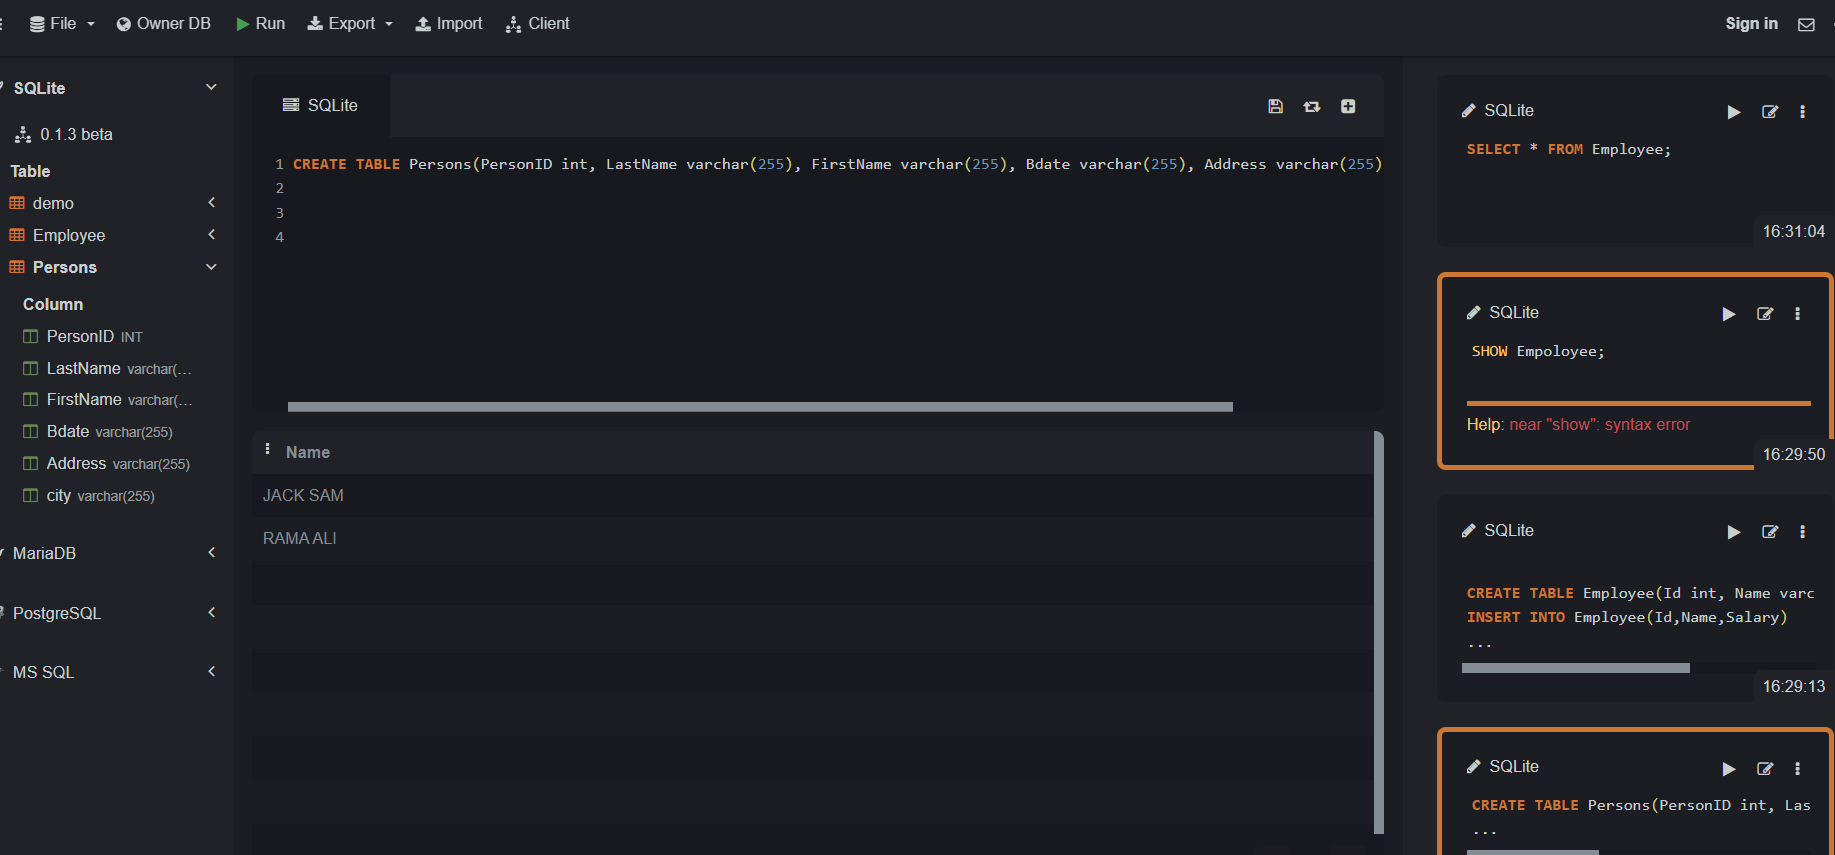 File Owner DB Run Export Import Client Sign in
SQLite
0.1.3 beta
Table
demo
Employee
Persons
Column
PersonID INT
LastName varchar(...
FirstName varchar(...
Bdate varchar(255)
Address varchar(255)
city varchar(255)
MariaDB
PostgreSQL
MS SQL
SQLite
1 CREATE TABLE Persons(PersonID int, LastName varchar(255), FirstName varchar(255), Bdate varchar(255), Address varchar(255)
2
3
4
Name
JACK SAM
RAMA ALI
SQLite
SELECT * FROM Employee;
16:31:04
SQLite
SHOW Empoloyee;
Help: near "show": syntax error
16:29:50
SQLite
CREATE TABLE Employee(Id int, Name varc
INSERT INTO Employee(Id,Name,Salary)
...
16:29:13
SQLite
CREATE TABLE Persons(PersonID int, Las
...